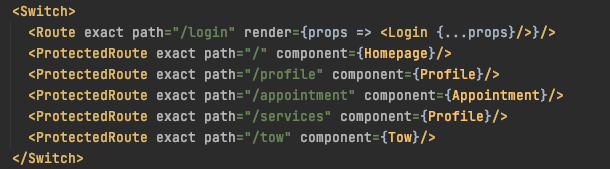 <Switch>
<Route exact path="/login" render={props => <Login {...props}/>}/>
<ProtectedRoute exact path="/" component={Homepage}/>
<ProtectedRoute exact path="/profile" component={Profile}/>
<ProtectedRoute exact path="/appointment" component={Appointment}/>
<ProtectedRoute exact path="/services" component={Profile}/>
<ProtectedRoute exact path="/tow" component={Tow}/>
</Switch>